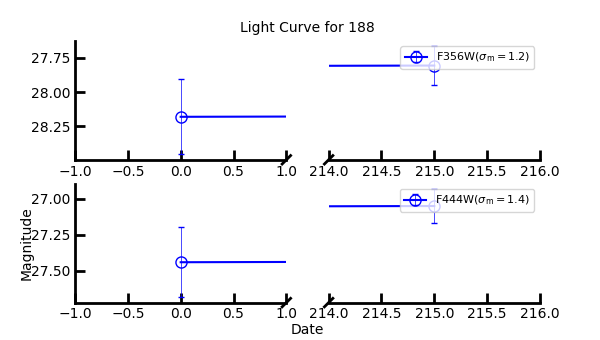 Light Curve for 188
27.75
28.00
28.25
F356W(σm = 1.2)
−1.0 −0.5 0.0 0.5 1.0 214.0 214.5 215.0 215.5 216.0
27.00
27.25
27.50
F444W(σm = 1.4)
Magnitude
−1.0 −0.5 0.0 0.5 1.0 214.0 214.5 215.0 215.5 216.0
Date